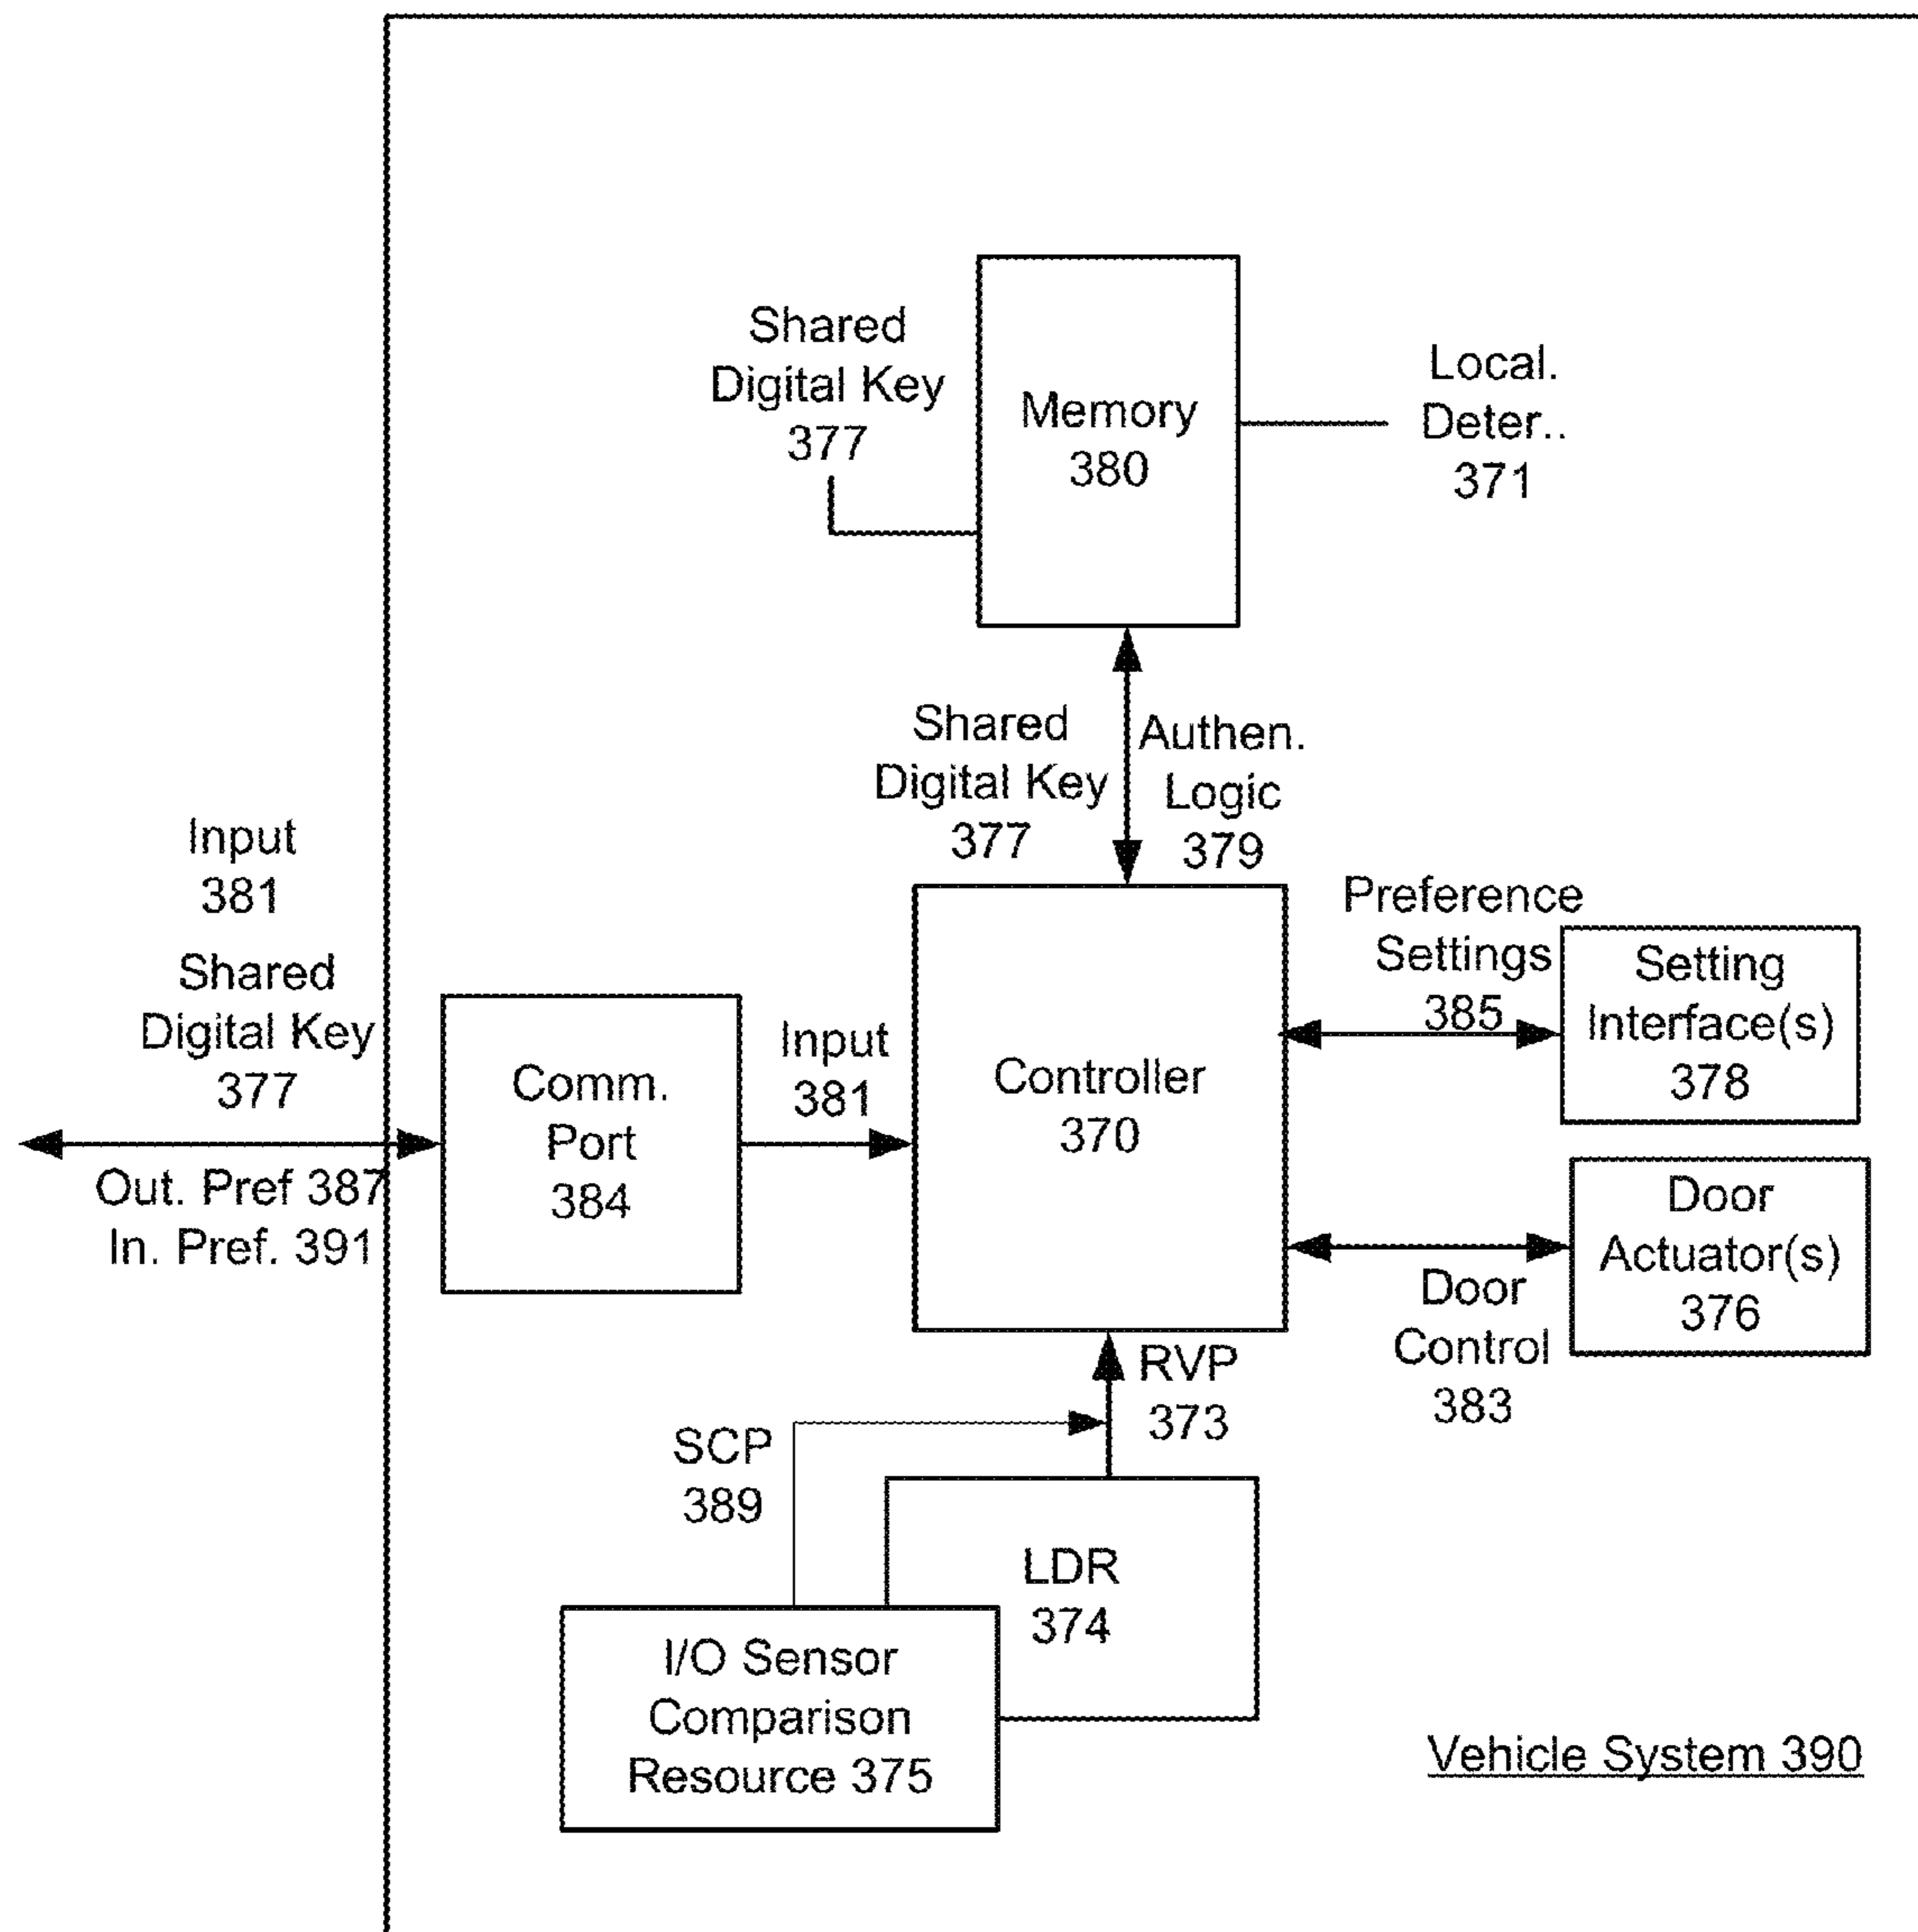 Shared
Digital Key
377
Memory
380
Local.
Deter..
371
Shared
Digital Key
377
Authen.
Logic
379
Input
381
Shared
Digital Key
377
Out. Pref 387
In. Pref. 391
Comm.
Port
384
Input
381
Controller
370
Preference
Settings
385
Setting
Interface(s)
378
Door
Actuator(s)
376
Door
Control
383
RVP
373
SCP
389
LDR
374
I/O Sensor
Comparison
Resource 375
Vehicle System 390